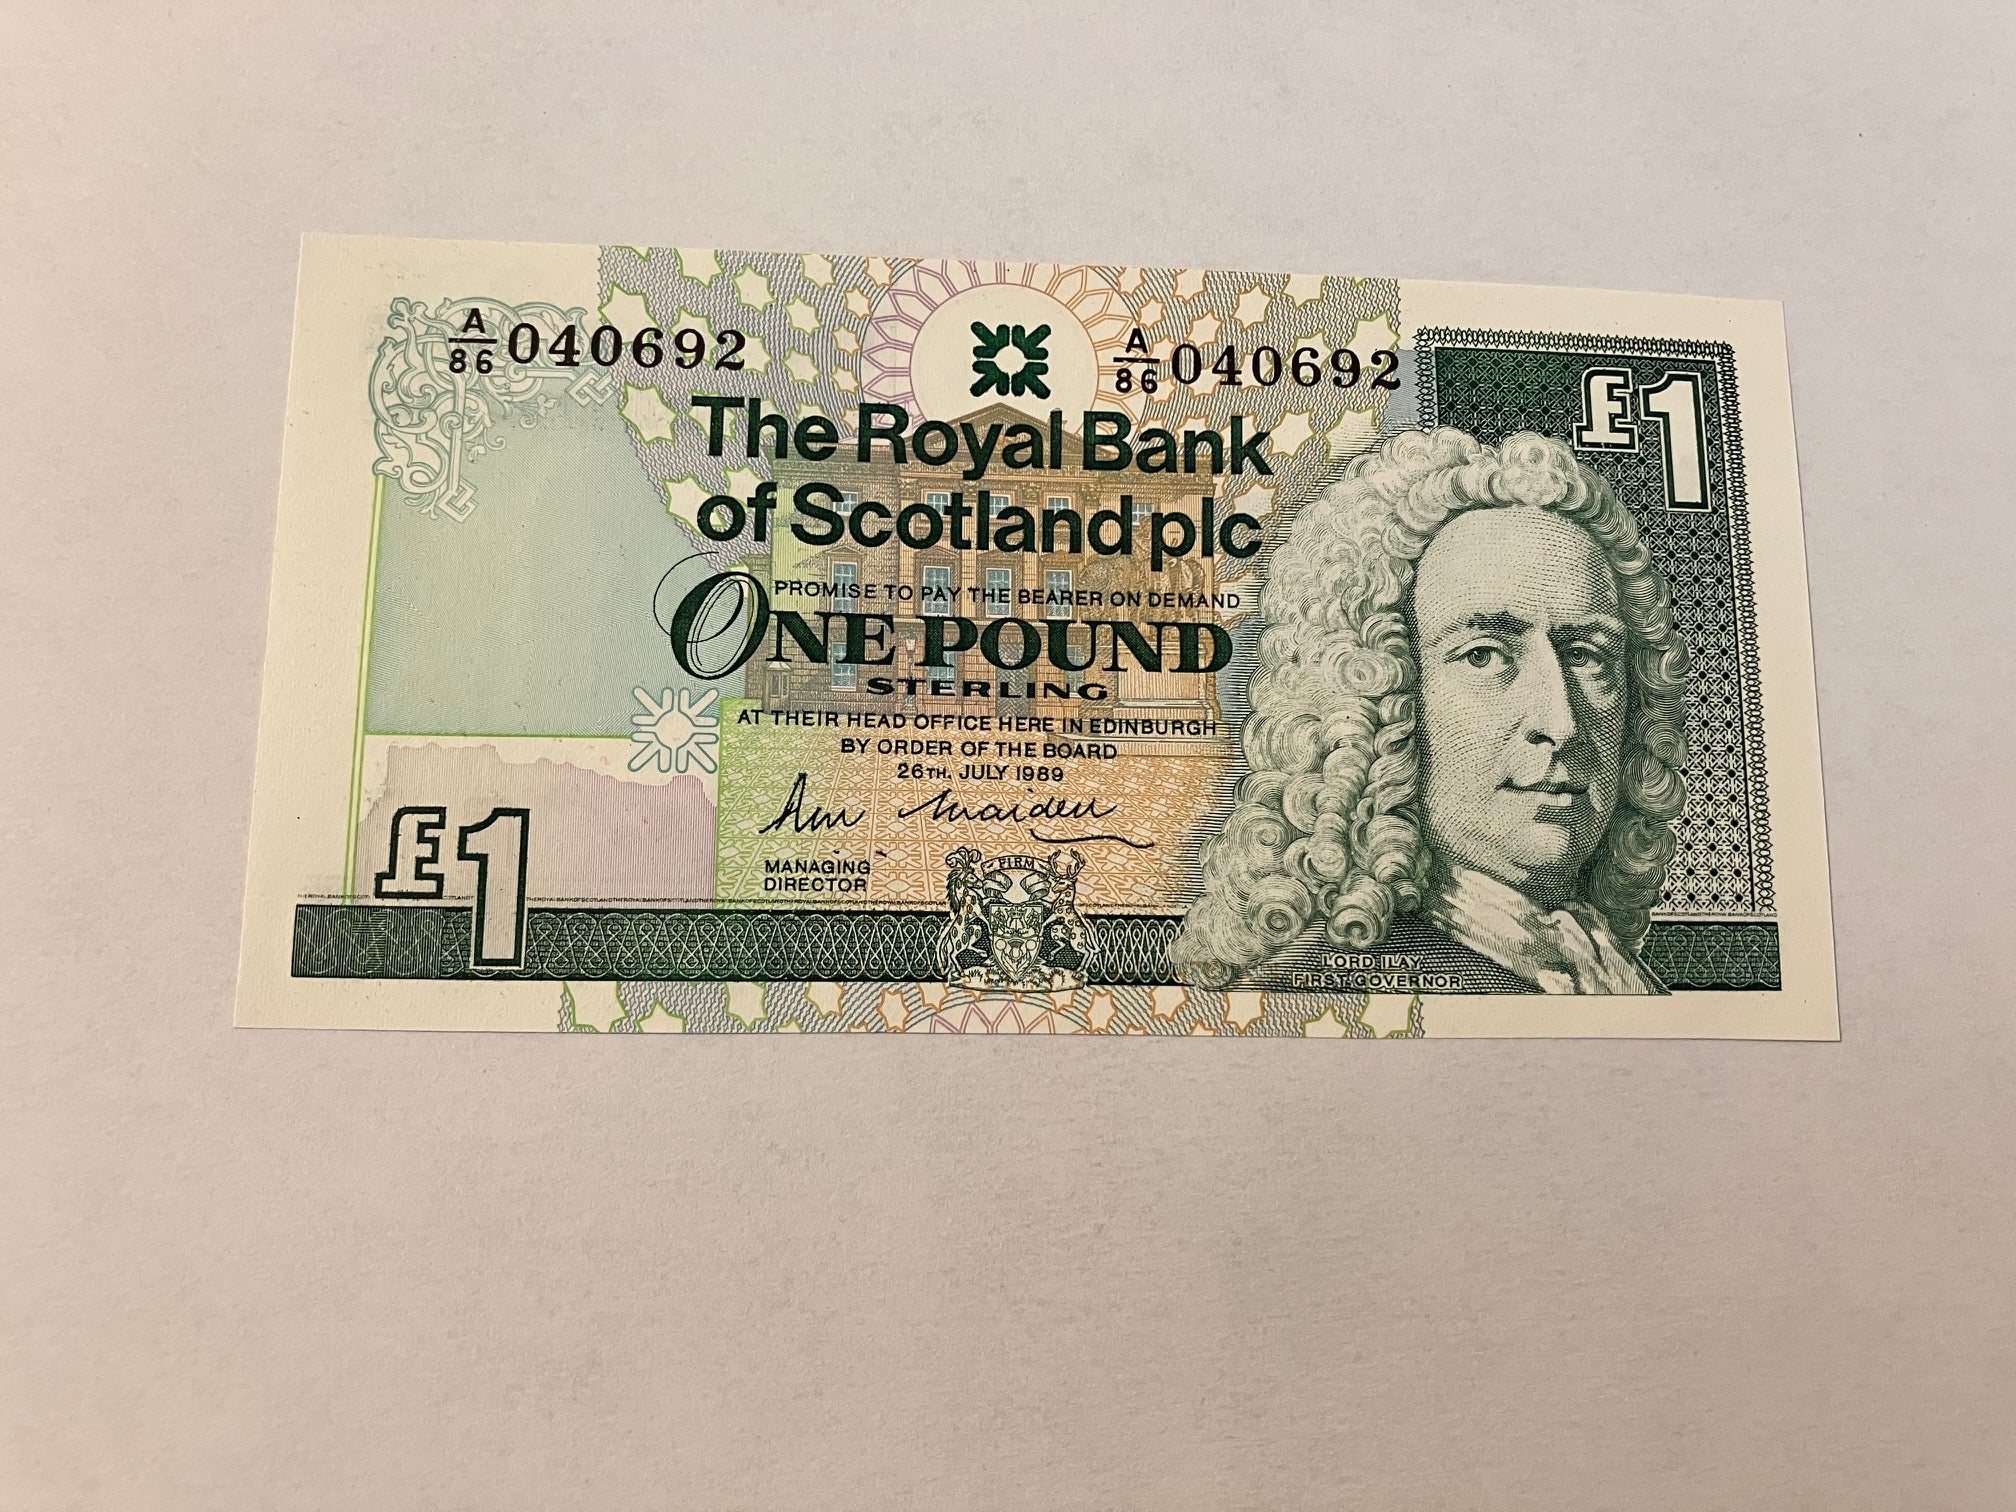 A/86 040692
A/86 040692
£1
The Royal Bank
of Scotland plc
PROMISE TO PAY THE BEARER ON DEMAND
ONE POUND
STERLING
AT THEIR HEAD OFFICE HERE IN EDINBURGH
BY ORDER OF THE BOARD
26TH. JULY 1989
MANAGING
DIRECTOR
£1
FIRM
LORD ILAY
FIRST GOVERNOR